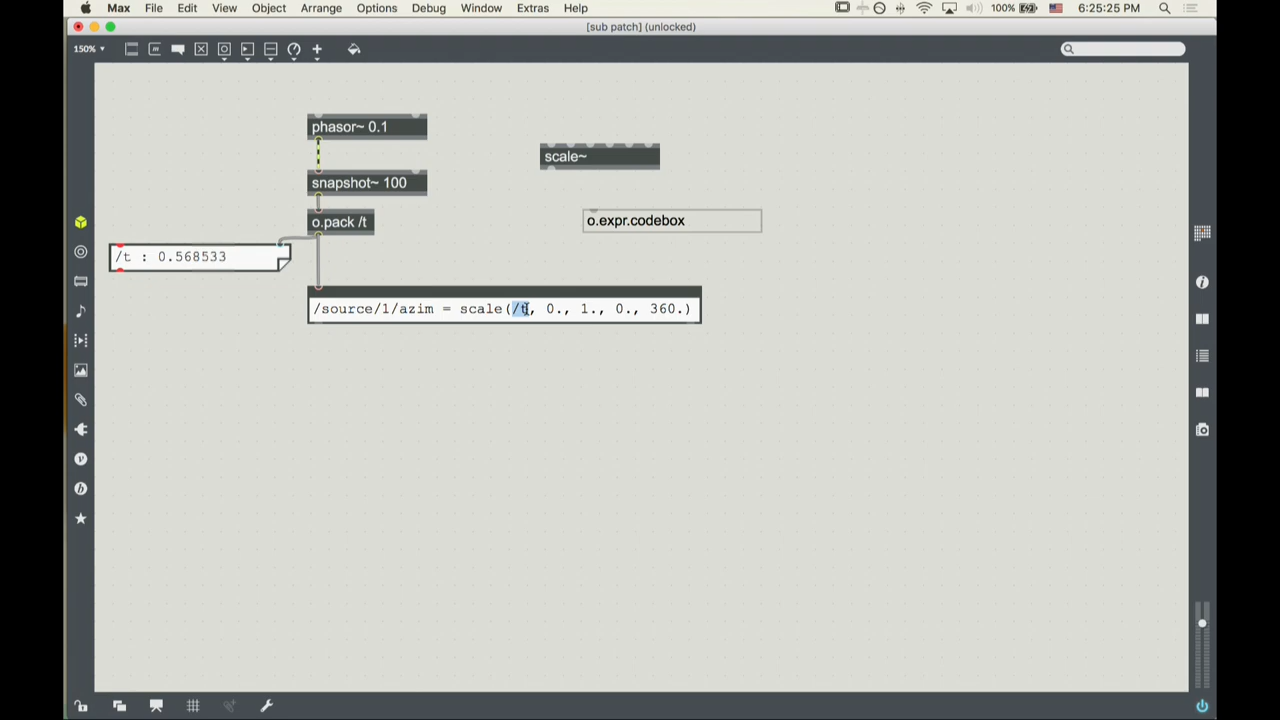 Max File Edit View Object Arrange Options Debug Window Extras Help 100% 6:25:25 PM
[sub patch] (unlocked)
150%
phasor~ 0.1
scale~
snapshot~ 100
o.pack /t
o.expr.codebox
/t : 0.568533
/source/1/azim = scale(/t, 0., 1., 0., 360.)